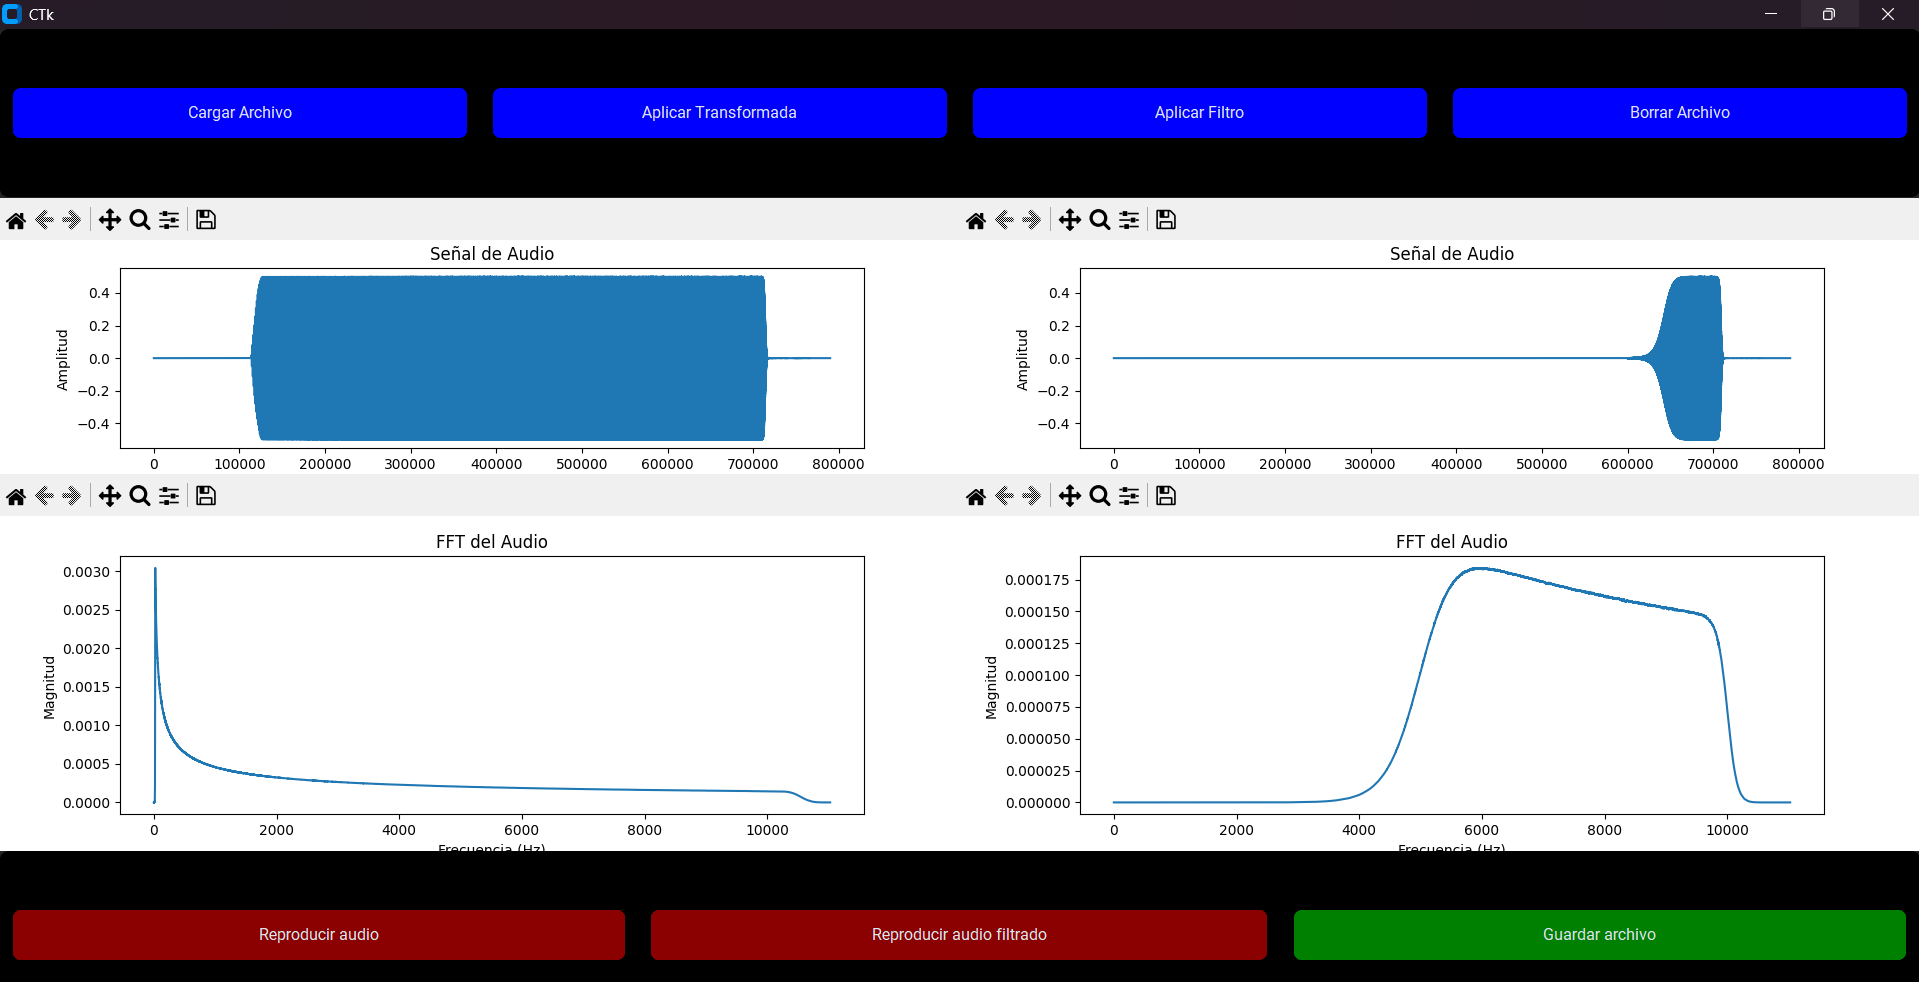 CTk
Cargar Archivo
Aplicar Transformada
Aplicar Filtro
Borrar Archivo
Señal de Audio
Amplitud
0.4
0.2
0.0
−0.2
−0.4
0 100000 200000 300000 400000 500000 600000 700000 800000
Señal de Audio
Amplitud
0.4
0.2
0.0
−0.2
−0.4
0 100000 200000 300000 400000 500000 600000 700000 800000
FFT del Audio
Magnitud
0.0030
0.0025
0.0020
0.0015
0.0010
0.0005
0.0000
0 2000 4000 6000 8000 10000
Frecuencia (Hz)
FFT del Audio
Magnitud
0.000175
0.000150
0.000125
0.000100
0.000075
0.000050
0.000025
0.000000
0 2000 4000 6000 8000 10000
Frecuencia (Hz)
Reproducir audio
Reproducir audio filtrado
Guardar archivo